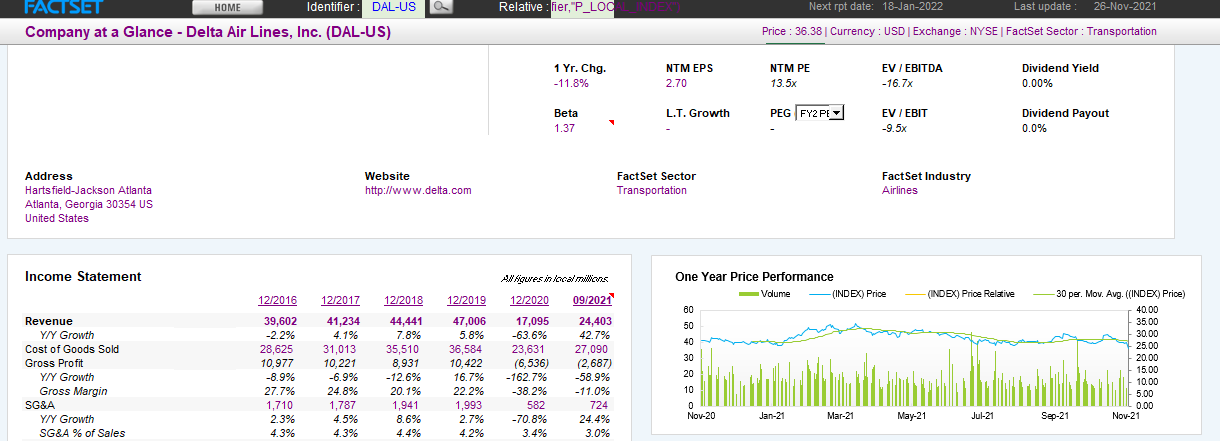 FACTSET HOME Identifier : DAL-US Relative : fier,"P_LOCAL_INDEX") Next rpt date: 18-Jan-2022 Last update : 26-Nov-2021
Company at a Glance - Delta Air Lines, Inc. (DAL-US) Price : 36.38 | Currency : USD | Exchange : NYSE | FactSet Sector : Transportation
1 Yr. Chg. NTM EPS NTM PE EV / EBITDA Dividend Yield
-11.8% 2.70 13.5x -16.7x 0.00%
Beta L.T. Growth PEG FY2 PE EV / EBIT Dividend Payout
1.37 - - -9.5x 0.0%
Address Website FactSet Sector FactSet Industry
Hartsfield-Jackson Atlanta http://www.delta.com Transportation Airlines
Atlanta, Georgia 30354 US
United States
Income Statement All figures in local millions.
12/2016 12/2017 12/2018 12/2019 12/2020 09/2021
Revenue 39,602 41,234 44,441 47,006 17,095 24,403
Y/Y Growth -2.2% 4.1% 7.8% 5.8% -63.6% 42.7%
Cost of Goods Sold 28,625 31,013 35,510 36,584 23,631 27,090
Gross Profit 10,977 10,221 8,931 10,422 (6,536) (2,687)
Y/Y Growth -8.9% -6.9% -12.6% 16.7% -162.7% -58.9%
Gross Margin 27.7% 24.8% 20.1% 22.2% -38.2% -11.0%
SG&A 1,710 1,787 1,941 1,993 582 724
Y/Y Growth 2.3% 4.5% 8.6% 2.7% -70.8% 24.4%
SG&A % of Sales 4.3% 4.3% 4.4% 4.2% 3.4% 3.0%
One Year Price Performance
Volume (INDEX) Price (INDEX) Price Relative 30 per. Mov. Avg. ((INDEX) Price)
60 40.00
50 35.00
40 30.00
30 25.00
20 20.00
10 15.00
0 10.00
5.00
0.00
Nov-20 Jan-21 Mar-21 May-21 Jul-21 Sep-21 Nov-21